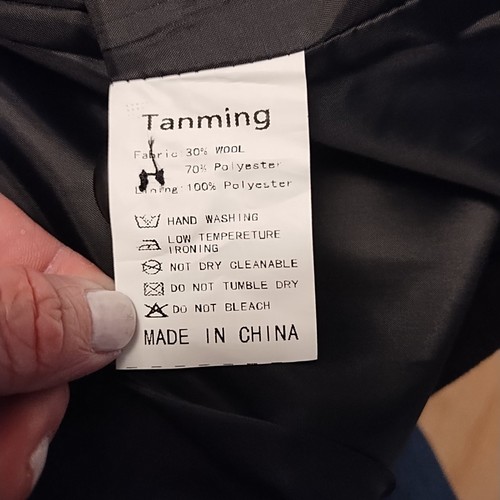 Tanming
Fabric 30% WOOL
70% Polyester
Lining:100% Polyester
HAND WASHING
LOW TEMPERETURE
IRONING
NOT DRY CLEANABLE
DO NOT TUMBLE DRY
DO NOT BLEACH
MADE IN CHINA